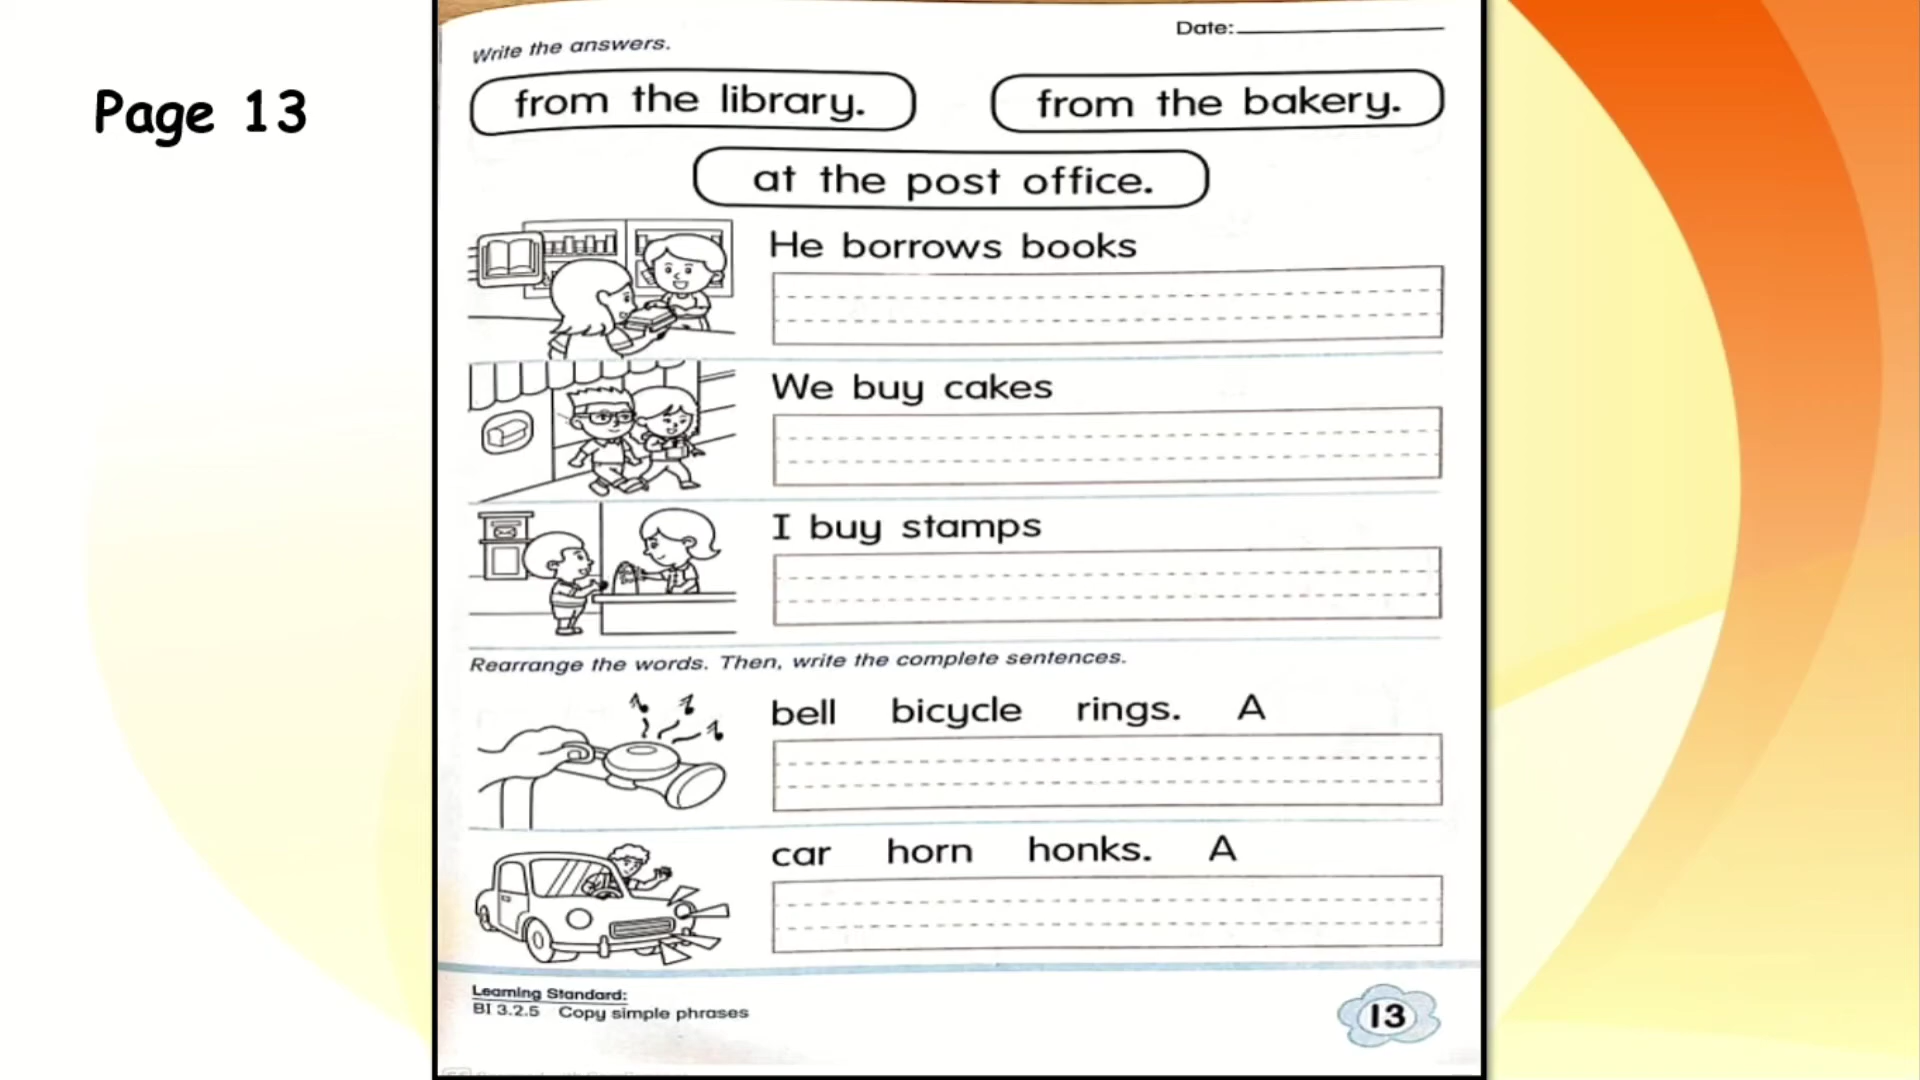 Page 13
Date:
Write the answers.
from the library.
from the bakery.
at the post office.
He borrows books
We buy cakes
I buy stamps
Rearrange the words. Then, write the complete sentences.
bell bicycle rings. A
car horn honks. A
Learning Standard:
BI 3.2.5 Copy simple phrases
13